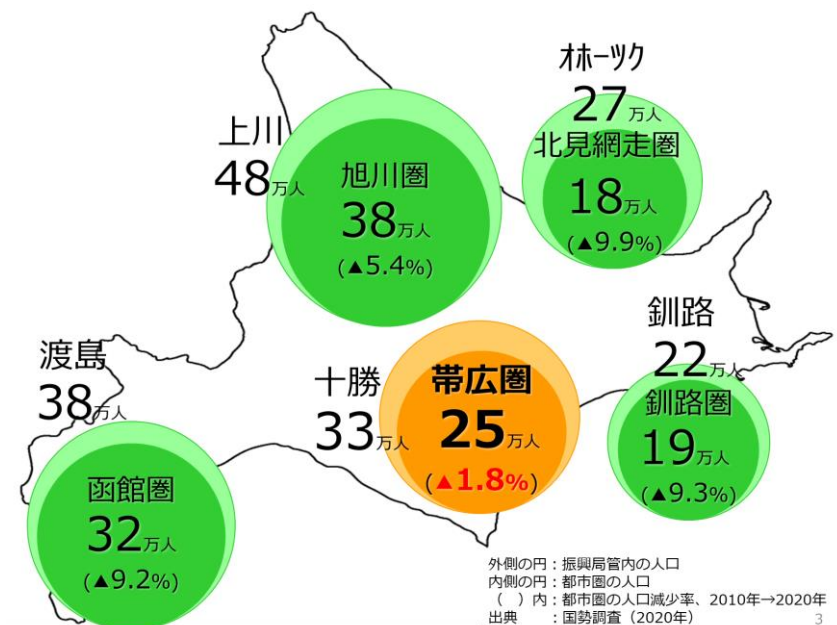 オホーツク
27万人
北見網走圏
18万人
(▲9.9%)
上川
48万人
旭川圏
38万人
(▲5.4%)
釧路
22万人
釧路圏
19万人
(▲9.3%)
渡島
38万人
函館圏
32万人
(▲9.2%)
十勝
33万人
帯広圏
25万人
(▲1.8%)
外側の円：振興局管内の人口
内側の円：都市圏の人口
（　）内：都市圏の人口減少率、2010年→2020年
出典　　：国勢調査（2020年）
3